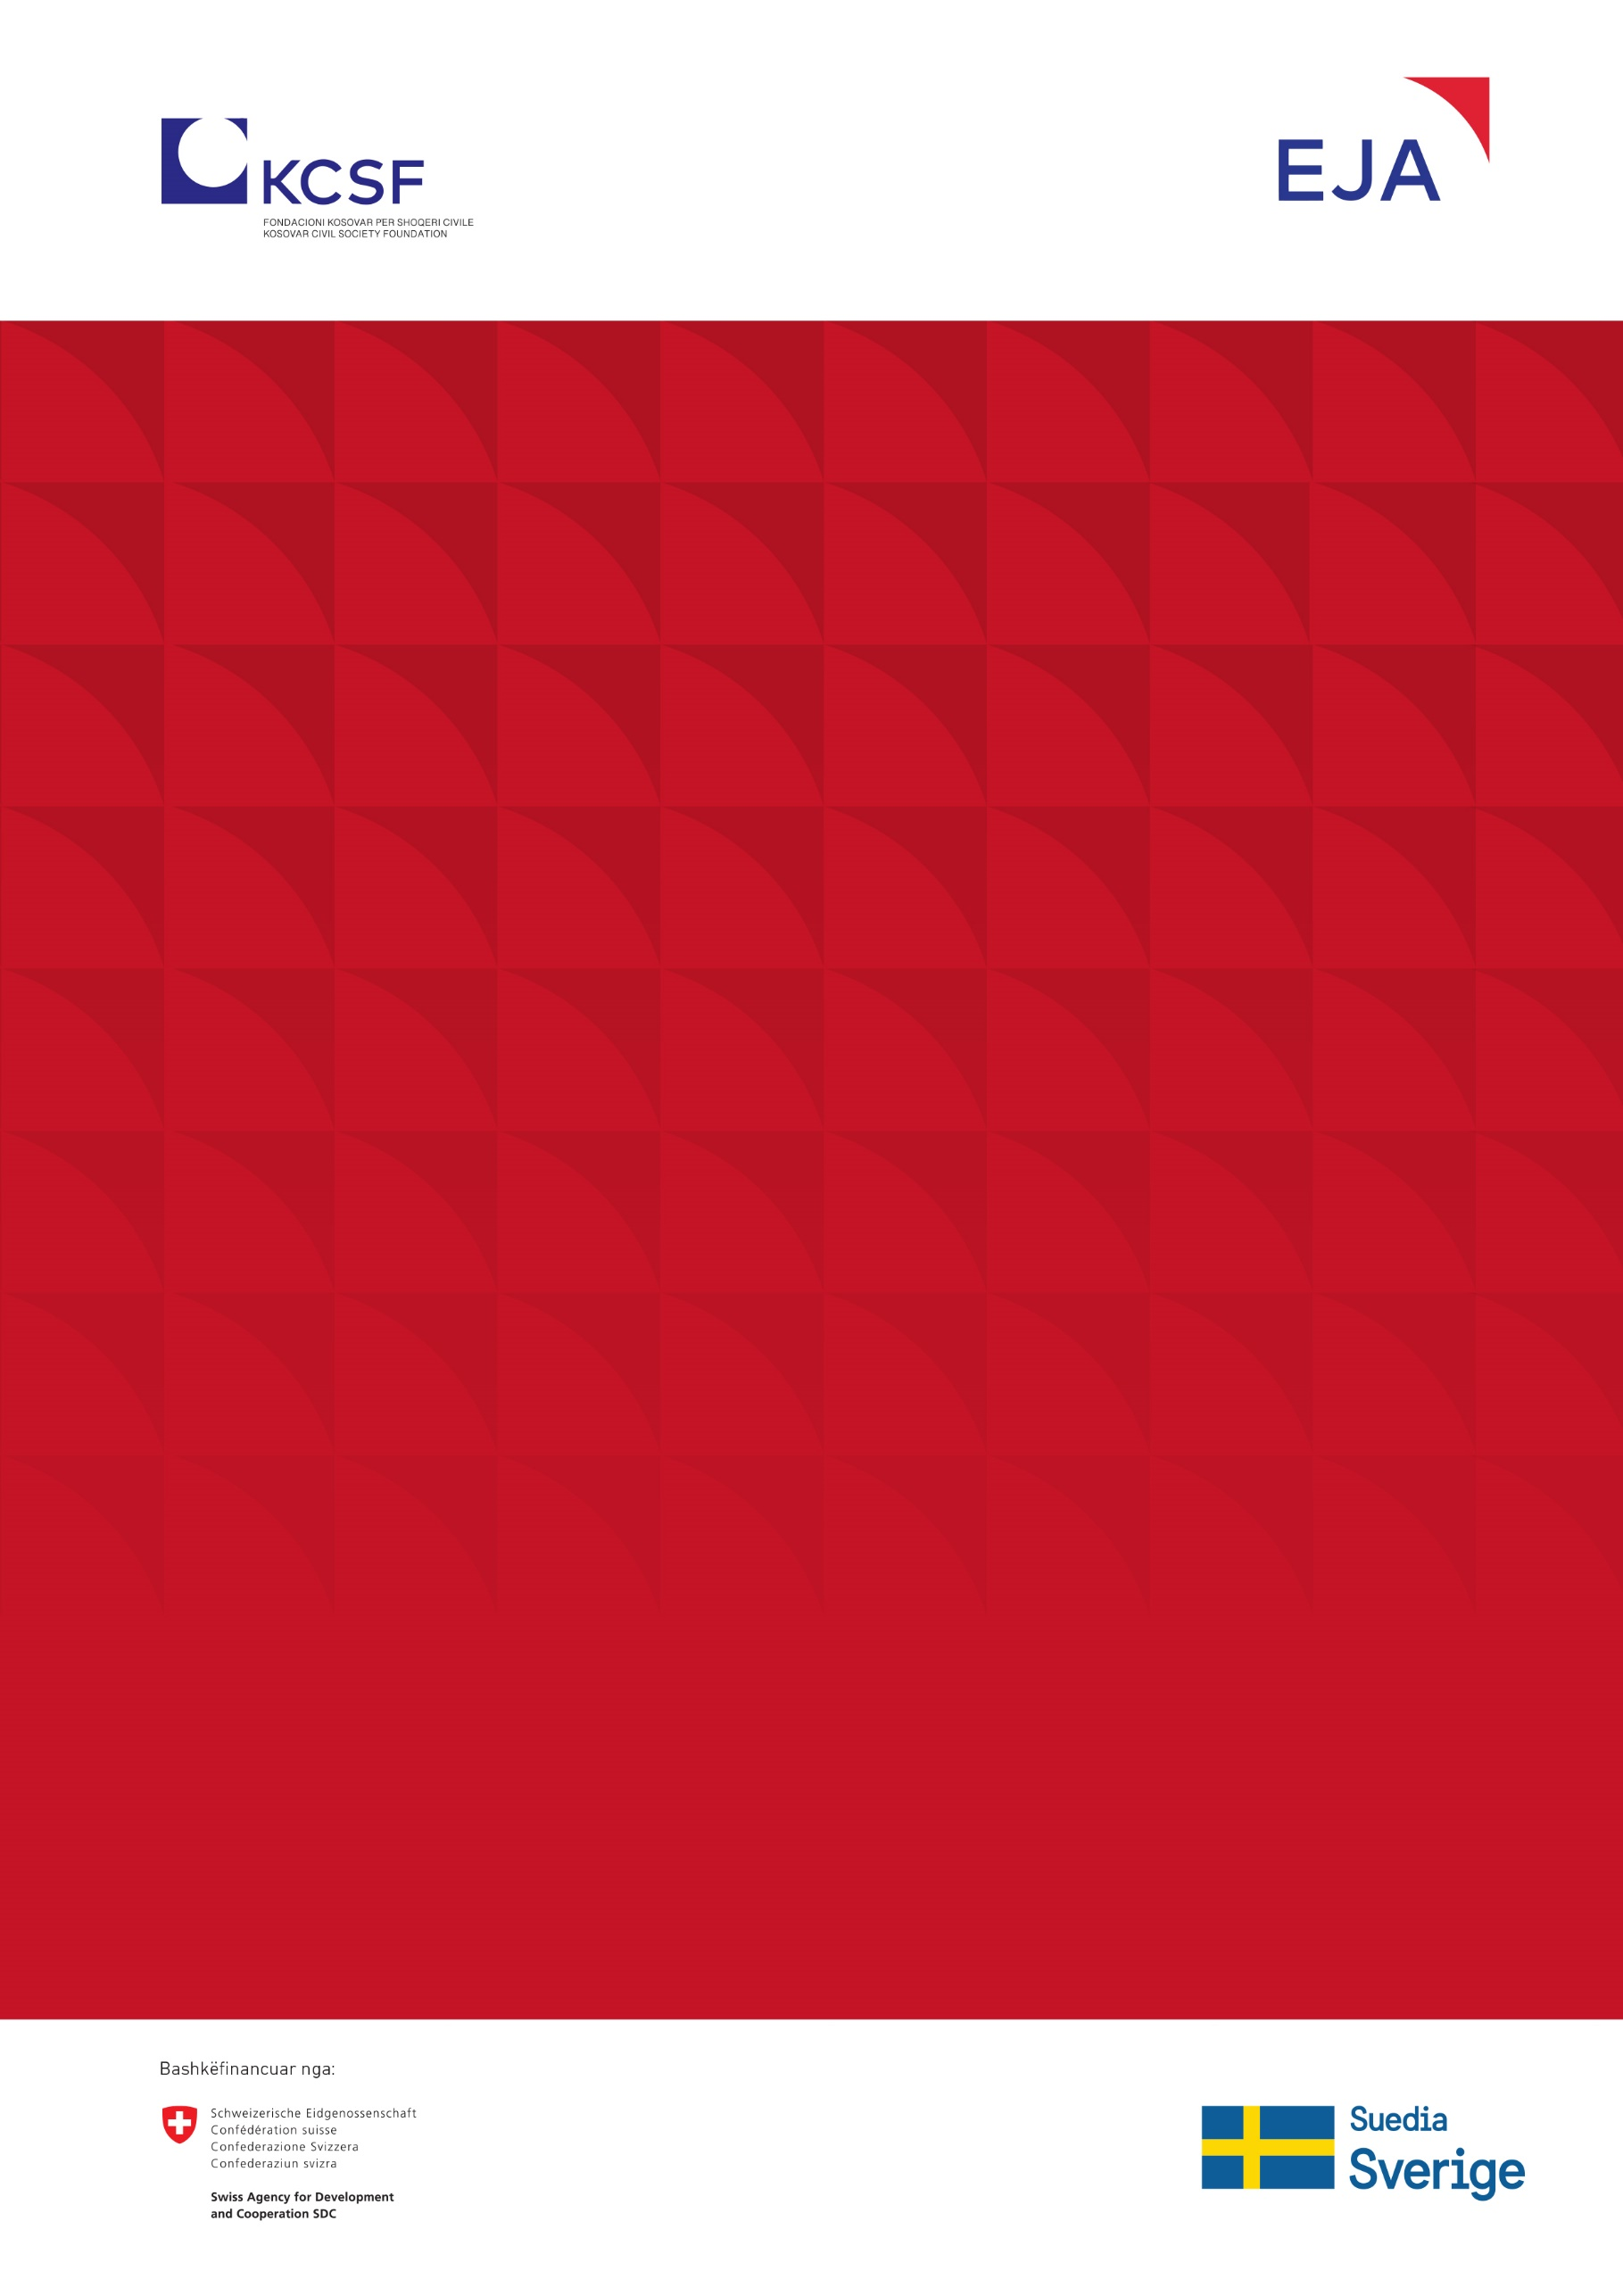 KCSF
FONDACIONI KOSOVAR PER SHOQERI CIVILE
KOSOVAR CIVIL SOCIETY FOUNDATION
EJA
Bashkëfinancuar nga:
Schweizerische Eidgenossenschaft
Confédération suisse
Confederazione Svizzera
Confederaziun svizra
Swiss Agency for Development
and Cooperation SDC
Suedia
Sverige